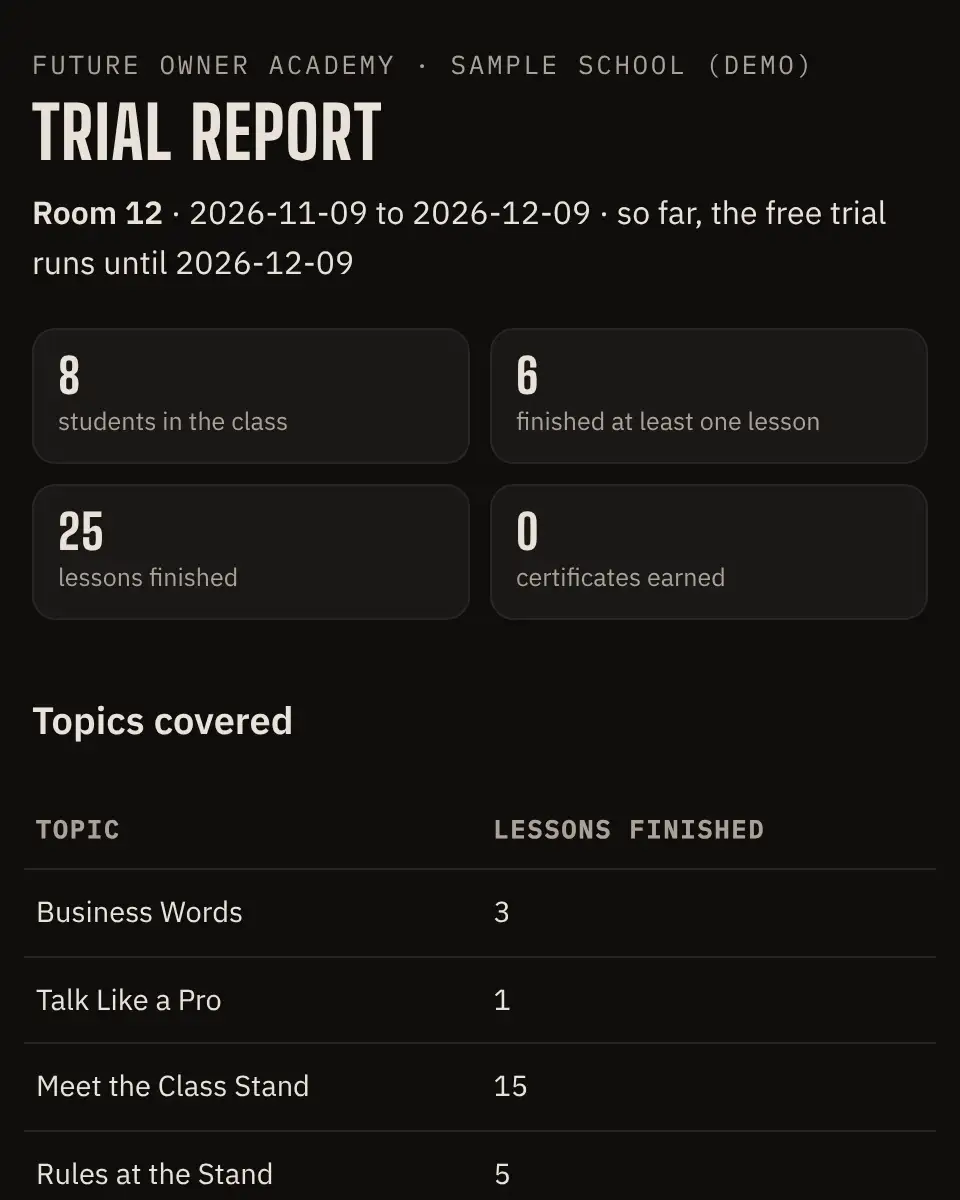 FUTURE OWNER ACADEMY · SAMPLE SCHOOL (DEMO)
TRIAL REPORT
Room 12 · 2026-11-09 to 2026-12-09 · so far, the free trial
runs until 2026-12-09
8
students in the class
6
finished at least one lesson
25
lessons finished
0
certificates earned
Topics covered
TOPIC LESSONS FINISHED
Business Words 3
Talk Like a Pro 1
Meet the Class Stand 15
Rules at the Stand 5